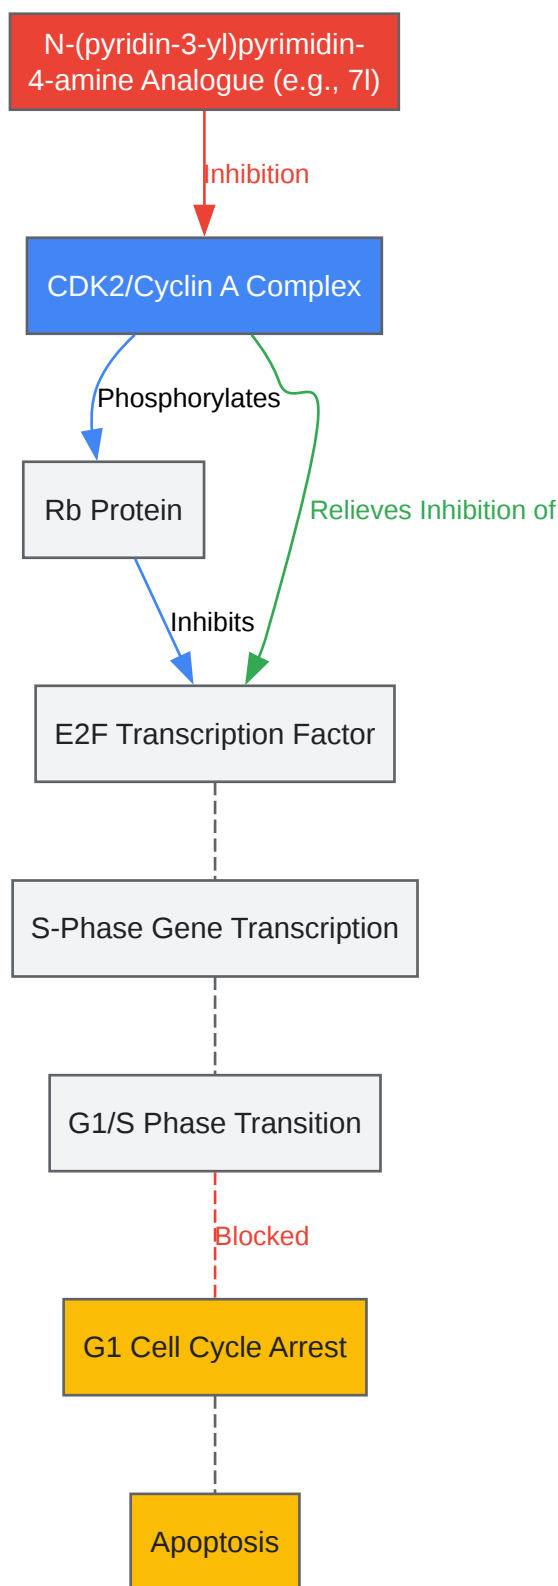 N-(pyridin-3-yl)pyrimidin-
4-amine Analogue (e.g., 7l)
Inhibition
CDK2/Cyclin A Complex
Phosphorylates
Rb Protein
Relieves Inhibition of
Inhibits
E2F Transcription Factor
S-Phase Gene Transcription
G1/S Phase Transition
Blocked
G1 Cell Cycle Arrest
Apoptosis